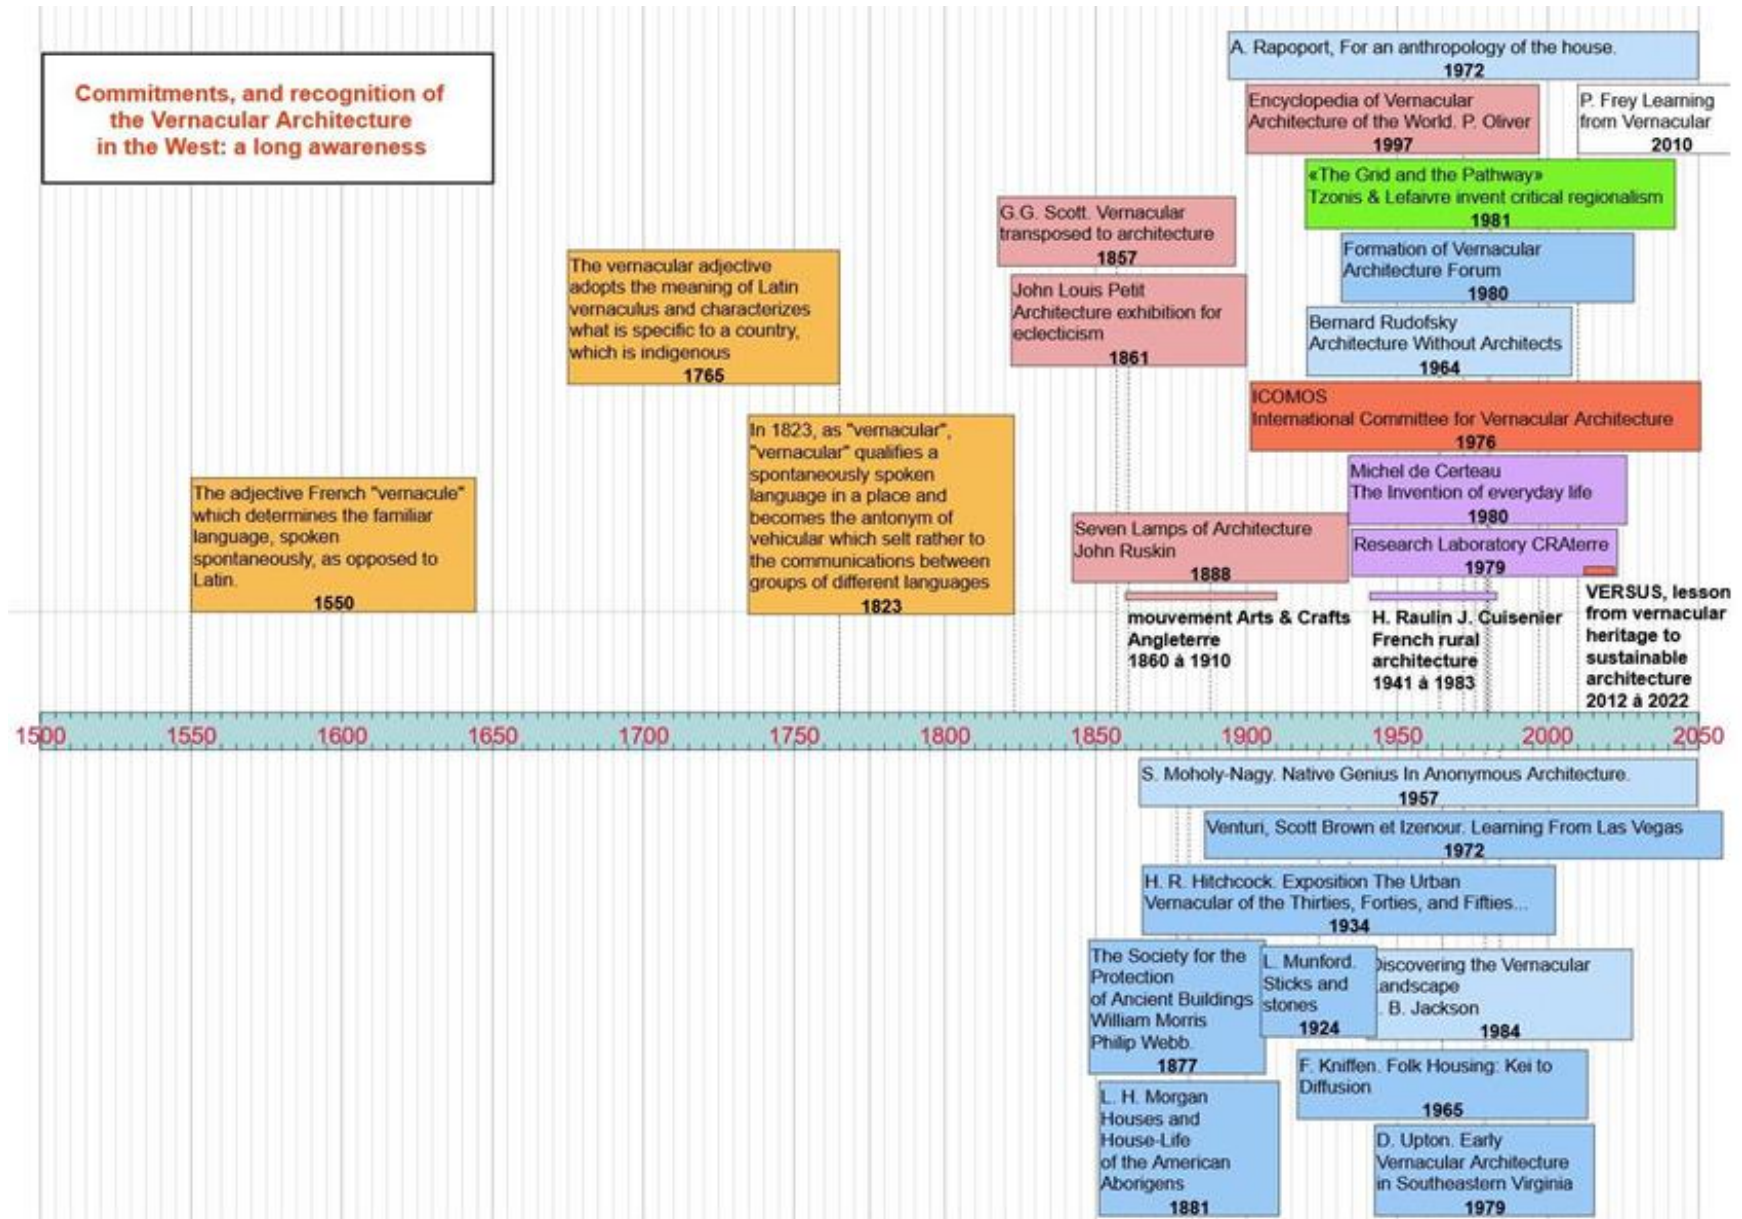 Commitments, and recognition of
the Vernacular Architecture
in the West: a long awareness
A. Rapoport, For an anthropology of the house.
1972
Encyclopedia of Vernacular
Architecture of the World. P. Oliver
1997
P. Frey Learning
from Vernacular
2010
«The Grid and the Pathway»
Tzonis & Lefaivre invent critical regionalism
1981
G.G. Scott. Vernacular
transposed to architecture
1857
Formation of Vernacular
Architecture Forum
1980
The vernacular adjective
adopts the meaning of Latin
vernaculus and characterizes
what is specific to a country,
which is indigenous
1765
John Louis Petit
Architecture exhibition for
eclecticism
1861
Bernard Rudofsky
Architecture Without Architects
1964
ICOMOS
International Committee for Vernacular Architecture
1976
In 1823, as "vernacular",
"vernacular" qualifies a
spontaneously spoken
language in a place and
becomes the antonym of
vehicular which selt rather to
the communications between
groups of different languages
1823
Michel de Certeau
The Invention of everyday life
1980
The adjective French "vernacule"
which determines the familiar
language, spoken
spontaneously, as opposed to
Latin.
1550
Seven Lamps of Architecture
John Ruskin
1888
Research Laboratory CRAterre
1979
mouvement Arts & Crafts
Angleterre
1860 à 1910
H. Raulin J. Cuisenier
French rural
architecture
1941 à 1983
VERSUS, lesson
from vernacular
heritage to
sustainable
architecture
2012 à 2022
1500 1550 1600 1650 1700 1750 1800 1850 1900 1950 2000 2050
S. Moholy-Nagy. Native Genius In Anonymous Architecture.
1957
Venturi, Scott Brown et Izenour. Learning From Las Vegas
1972
H. R. Hitchcock. Exposition The Urban
Vernacular of the Thirties, Forties, and Fifties...
1934
The Society for the
Protection
of Ancient Buildings
William Morris
Philip Webb.
1877
L. Munford.
Sticks and
stones
1924
Discovering the Vernacular
andscape
. B. Jackson
1984
F. Kniffen. Folk Housing: Kei to
Diffusion
1965
L. H. Morgan
Houses and
House-Life
of the American
Aborigens
1881
D. Upton. Early
Vernacular Architecture
in Southeastern Virginia
1979